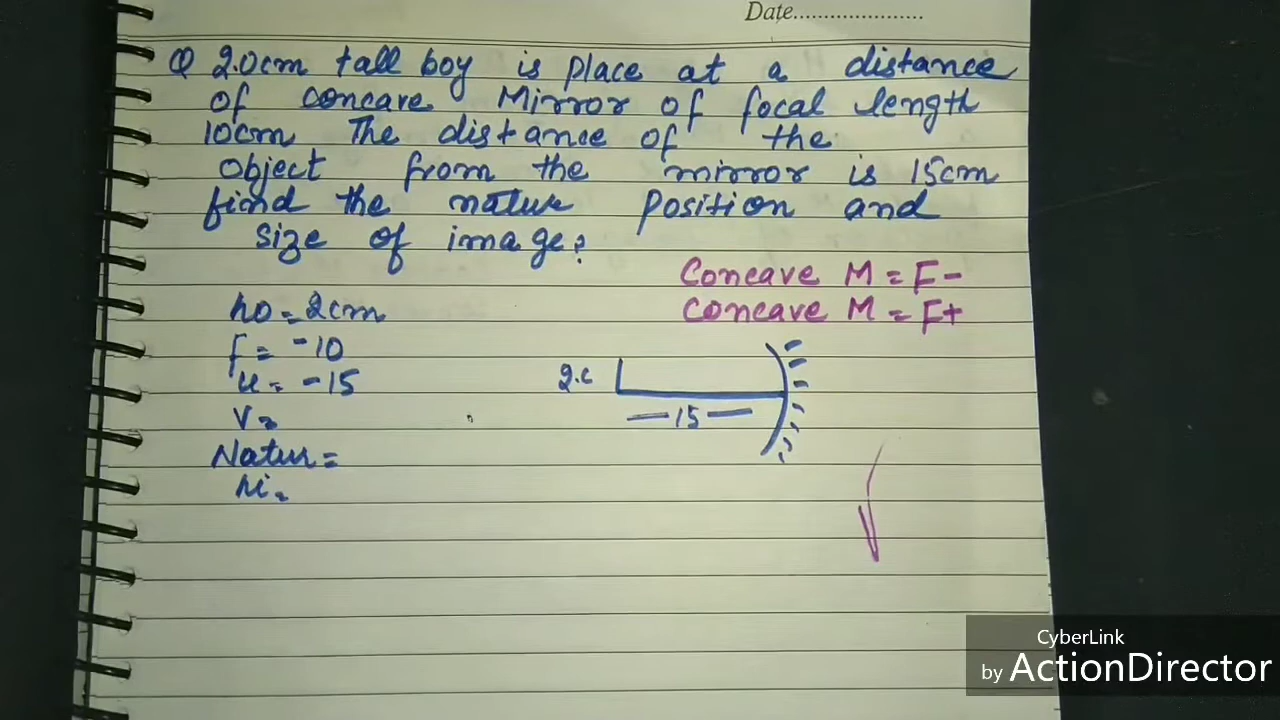 Date.....................
Q 2.0cm tall boy is place at a distance
of concave Mirror of focal length
10cm The distance of the
object from the mirror is 15cm
find the natur position and
size of image?
Concave M = F-
Concave M = F+
ho = 2cm
f = -10
u = -15
V =
Natur =
hi =
2.c
15
CyberLink
by ActionDirector